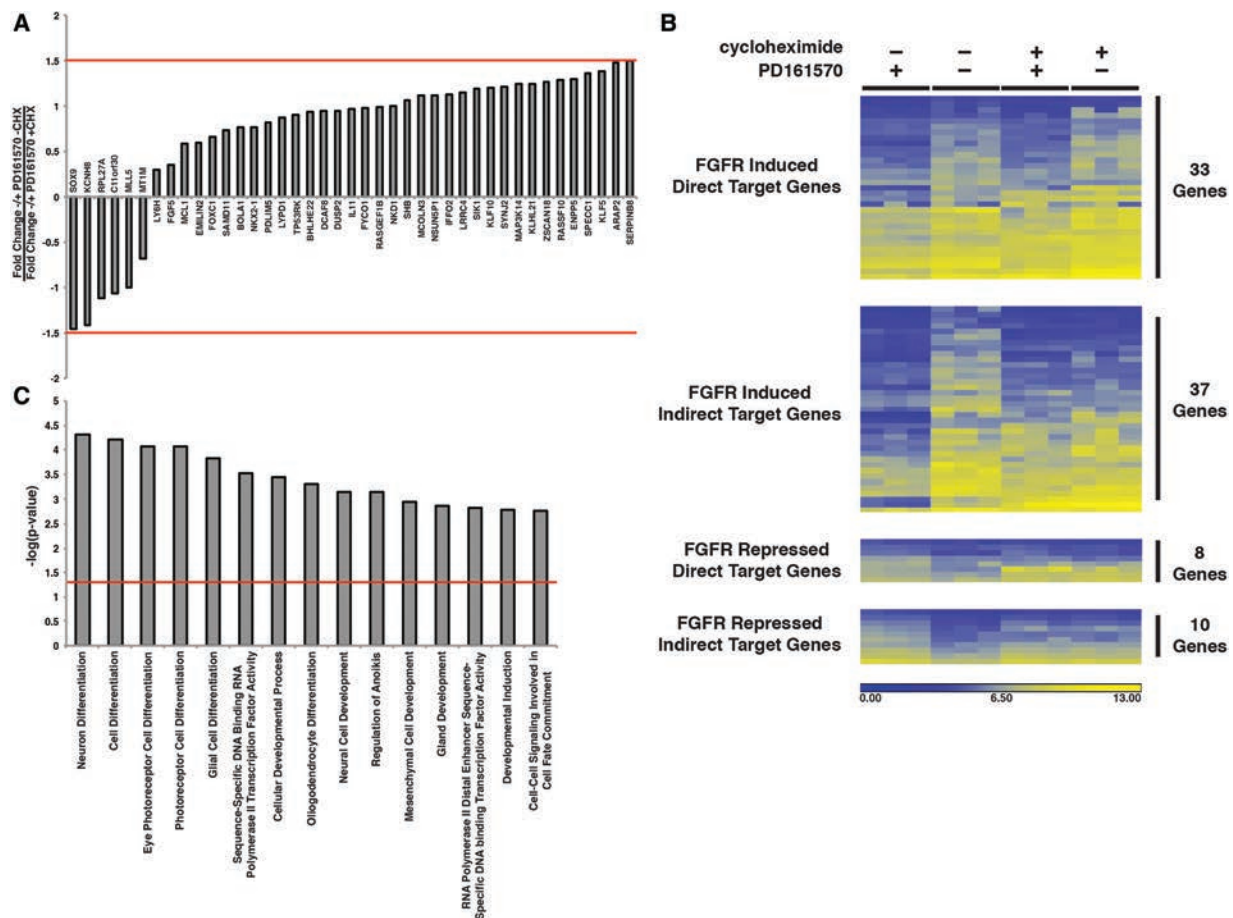 A
Fold Change -/+ PD161570 -CHX
Fold Change -/+ PD161570 +CHX
2
1.5
1
0.5
0
-0.5
-1
-1.5
-2
SOX9
KCNH8
RPL27A
C11orf30
MLL5
MT1M
LY6H
FGF5
MCL1
EMILIN2
FOXC1
SAMD11
BOLA1
NKX2-1
PDLIM5
LYPD1
TP53RK
BHLHE22
DCAF8
DUSP2
IL11
FYCO1
RASGEF1B
NKD1
SHB
MCOLN3
NSUN5P1
IFFO2
LRRC4
SIK1
KLF10
SYNJ2
MAP3K14
KLHL21
ZSCAN18
RASSF10
ENPP5
SPECC1
KLF5
ARAP2
SERPINB8
B
cycloheximide
− − + +
PD161570
+ − + −
FGFR Induced
Direct Target Genes
33
Genes
FGFR Induced
Indirect Target Genes
37
Genes
FGFR Repressed
Direct Target Genes
8
Genes
FGFR Repressed
Indirect Target Genes
10
Genes
0.00 6.50 13.00
C
-log(p-value)
5
4.5
4
3.5
3
2.5
2
1.5
1
0.5
0
Neuron Differentiation
Cell Differentiation
Eye Photoreceptor Cell Differentiation
Photoreceptor Cell Differentiation
Glial Cell Differentiation
Sequence-Specific DNA Binding RNA
Polymerase II Transcription Factor Activity
Cellular Developmental Process
Oliogodendrocyte Differentiation
Neural Cell Development
Regulation of Anoikis
Mesenchymal Cell Development
Gland Development
RNA Polymerase II Distal Enhancer Sequence-
Specific DNA binding Transcription Factor Activity
Developmental Induction
Cell-Cell Signaling Involved in
Cell Fate Commitment